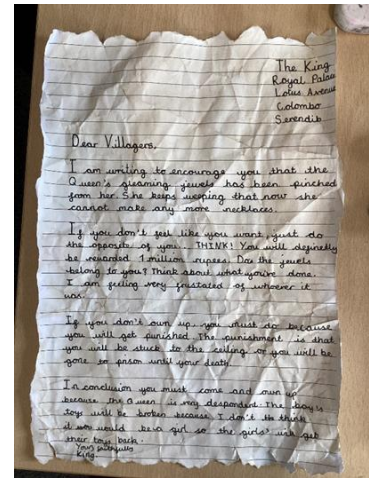 The King
Royal Palace
Lotus Avenue
Colombo
Serendib
Dear Villagers,
I am writing to encourage you that the
Queen's gleaming jewels has been pinched
from her. She keeps weeping that now she
cannot make any more necklaces.
If you don't feel like you want, just do
the opposite of you... THINK! You will definetly
be rewarded 1 million rupees. Do the jewels
belong to you? Think about what you're done.
I am feeling very frustated of whoever it
was.
If you don't own up, you must do because
you will get punished. The punishment is that
you will be stuck to the ceiling or you will be
gone to prison until your death.
In conclusion you must come and own up
because the Queen is very despondent. The boys
toys will be broken because I don't think
it would be a girl so the girls' will get
their toys back.
Yours faithfully
King.